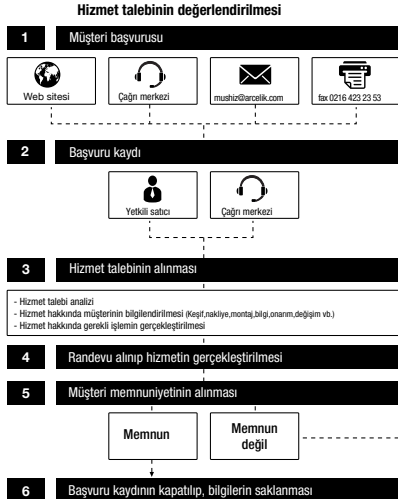 Hizmet talebinin değerlendirilmesi
1 Müşteri başvurusu
Web sitesi
Çağrı merkezi
mushiz@arcelik.com
fax 0216 423 23 53
2 Başvuru kaydı
Yetkili satıcı
Çağrı merkezi
3 Hizmet talebinin alınması
- Hizmet talebi analizi
- Hizmet hakkında müşterinin bilgilendirilmesi (Keşif,nakliye,montaj,bilgi,onarım,değişim vb.)
- Hizmet hakkında gerekli işlemin gerçekleştirilmesi
4 Randevu alınıp hizmetin gerçekleştirilmesi
5 Müşteri memnuniyetinin alınması
Memnun
Memnun
değil
6 Başvuru kaydının kapatılıp, bilgilerin saklanması